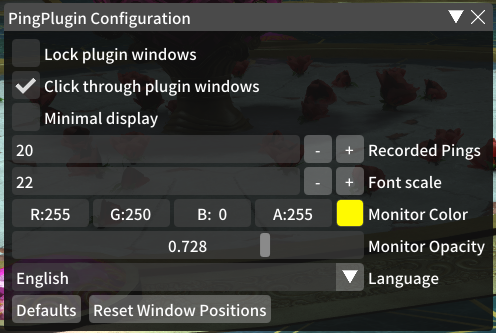 PingPlugin Configuration
Lock plugin windows
Click through plugin windows
Minimal display
20 - + Recorded Pings
22 - + Font scale
R:255 G:250 B: 0 A:255 Monitor Color
0.728 Monitor Opacity
English Language
Defaults Reset Window Positions